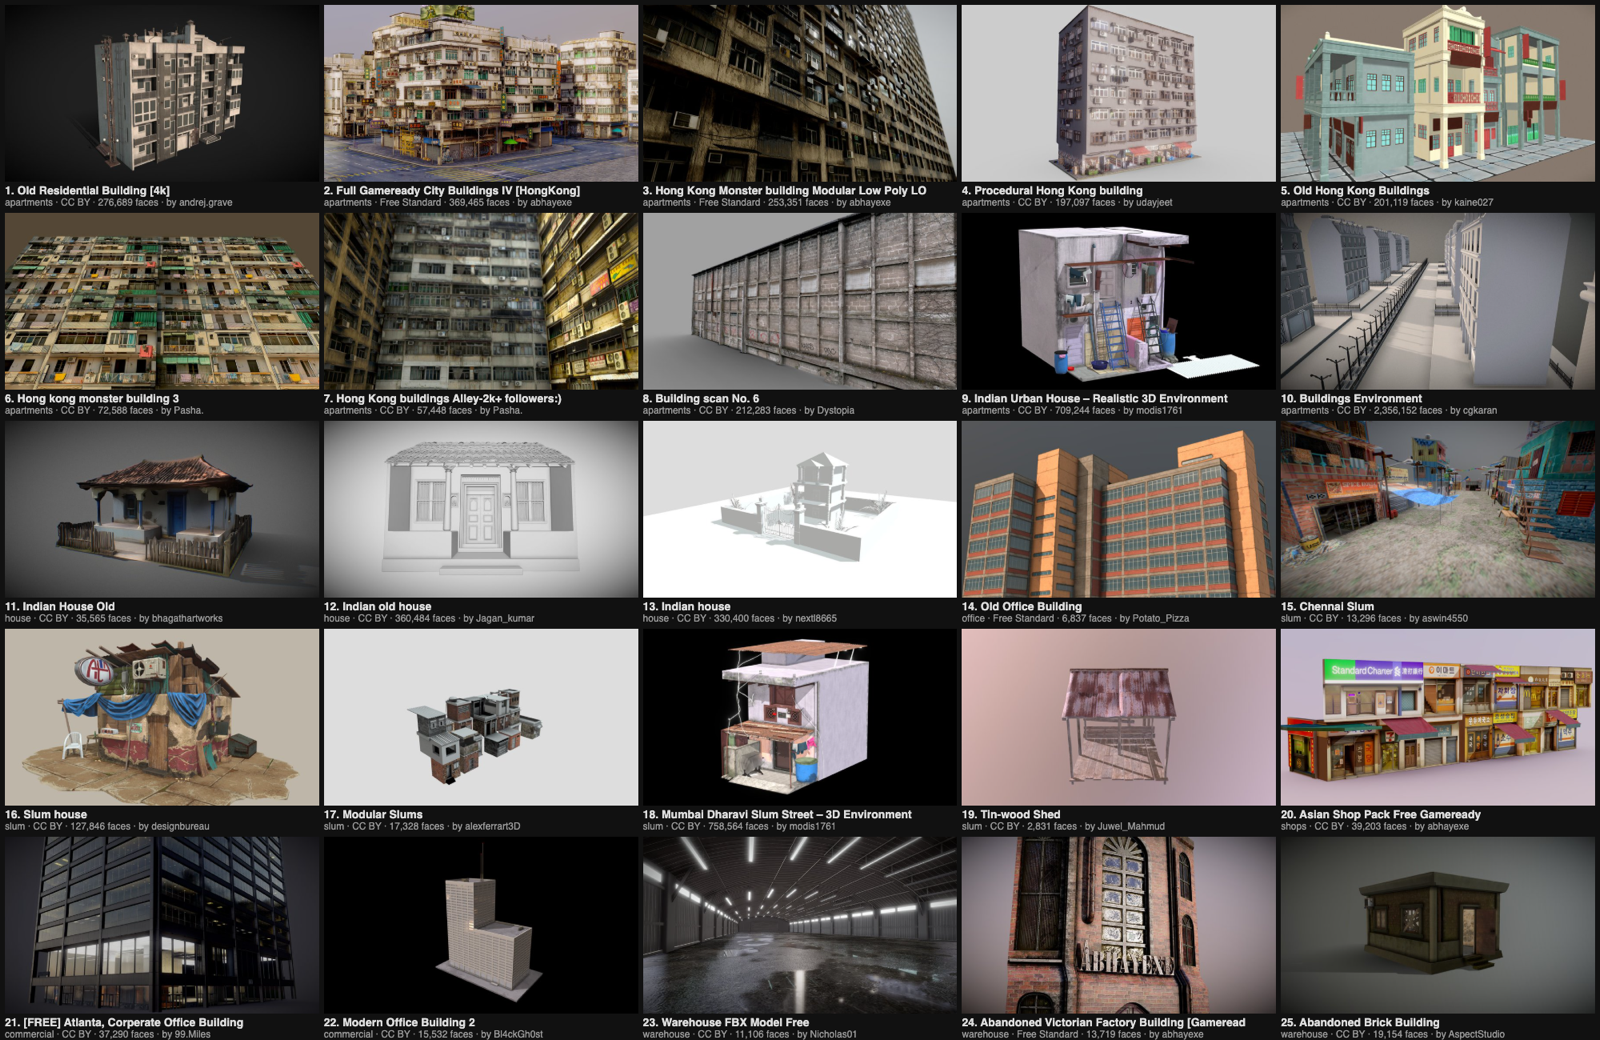 1. Old Residential Building [4k]
apartments · CC BY · 276,689 faces · by andrej.grave
2. Full Gameready City Buildings IV [HongKong]
apartments · Free Standard · 369,465 faces · by abhayexe
3. Hong Kong Monster building Modular Low Poly LO
apartments · Free Standard · 253,351 faces · by abhayexe
4. Procedural Hong Kong building
apartments · CC BY · 197,097 faces · by udayjeet
5. Old Hong Kong Buildings
apartments · CC BY · 201,119 faces · by kaine027
6. Hong kong monster building 3
apartments · CC BY · 72,588 faces · by Pasha.
7. Hong Kong buildings Alley-2k+ followers:)
apartments · CC BY · 57,448 faces · by Pasha.
8. Building scan No. 6
apartments · CC BY · 212,283 faces · by Dystopia
9. Indian Urban House – Realistic 3D Environment
apartments · CC BY · 709,244 faces · by modis1761
10. Buildings Environment
apartments · CC BY · 2,356,152 faces · by cgkaran
11. Indian House Old
house · CC BY · 35,565 faces · by bhagathartworks
12. Indian old house
house · CC BY · 360,484 faces · by Jagan_kumar
13. Indian house
house · CC BY · 330,400 faces · by nextl8665
14. Old Office Building
office · Free Standard · 6,837 faces · by Potato_Pizza
15. Chennai Slum
slum · CC BY · 13,296 faces · by aswin4550
16. Slum house
slum · CC BY · 127,846 faces · by designbureau
17. Modular Slums
slum · CC BY · 17,328 faces · by alexferrart3D
18. Mumbai Dharavi Slum Street – 3D Environment
slum · CC BY · 758,564 faces · by modis1761
19. Tin-wood Shed
slum · CC BY · 2,831 faces · by Juwel_Mahmud
Standard Chaner
이마트
20. Asian Shop Pack Free Gameready
shops · CC BY · 39,203 faces · by abhayexe
21. [FREE] Atlanta, Corperate Office Building
commercial · CC BY · 37,290 faces · by 99.Miles
22. Modern Office Building 2
commercial · CC BY · 15,532 faces · by Bl4ckGh0st
23. Warehouse FBX Model Free
warehouse · CC BY · 11,106 faces · by Nicholas01
ABHAYEXE
24. Abandoned Victorian Factory Building [Gameread
warehouse · Free Standard · 13,719 faces · by abhayexe
25. Abandoned Brick Building
warehouse · CC BY · 19,154 faces · by AspectStudio